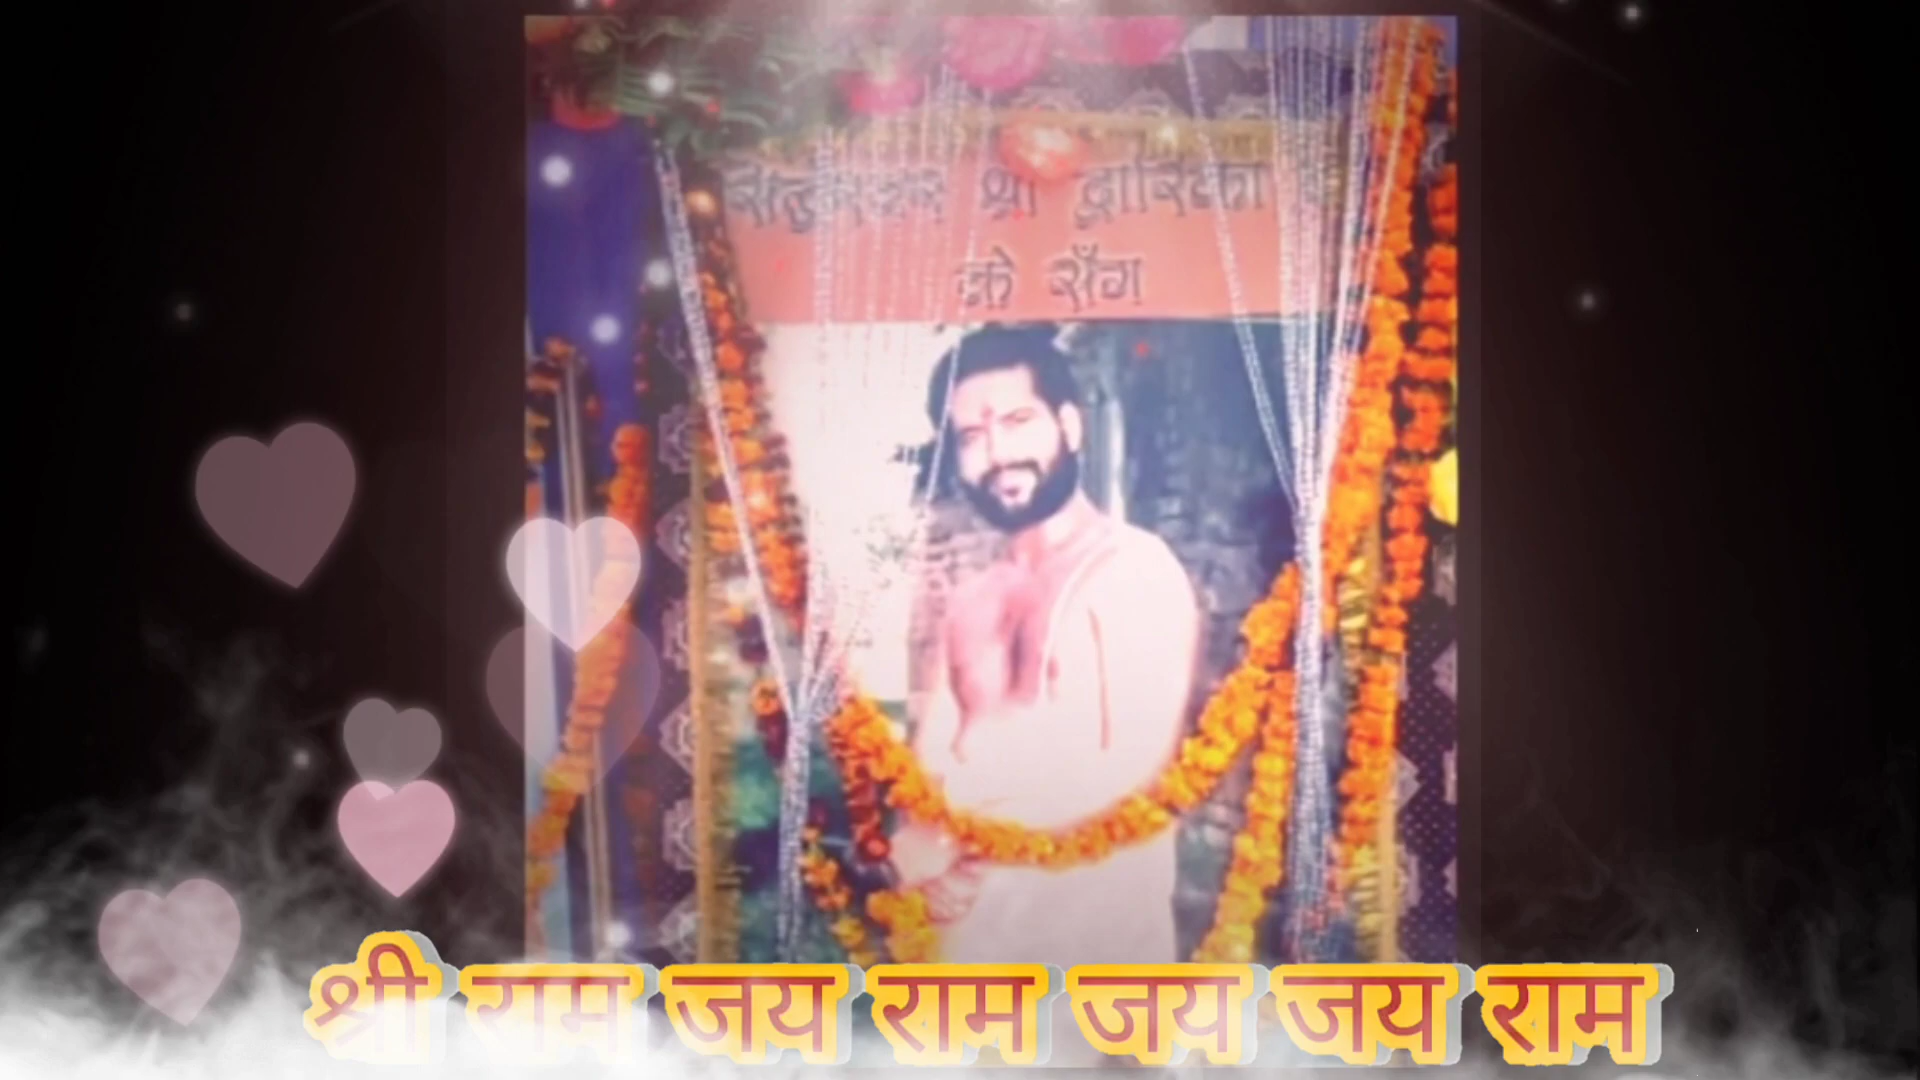 श्री द्वारिका
के सँग
श्री राम जय राम जय जय राम